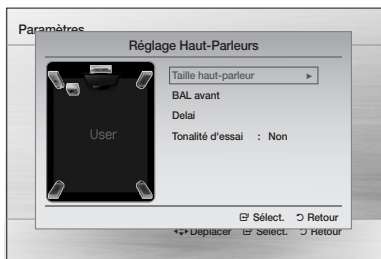 Paramètres
Réglage Haut-Parleurs
Taille haut-parleur ►
BAL avant
Delai
User
Tonalité d'essai : Non
Sélect. Retour
Déplacer Sélect. Retour